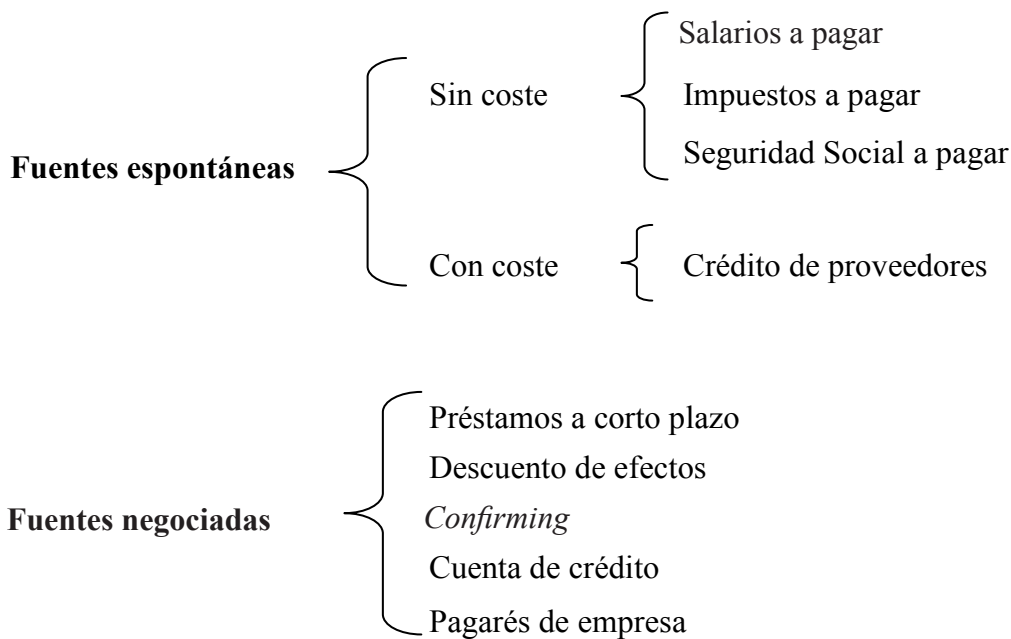 Fuentes espontáneas
Sin coste
Salarios a pagar
Impuestos a pagar
Seguridad Social a pagar
Con coste
Crédito de proveedores
Fuentes negociadas
Préstamos a corto plazo
Descuento de efectos
Confirming
Cuenta de crédito
Pagarés de empresa